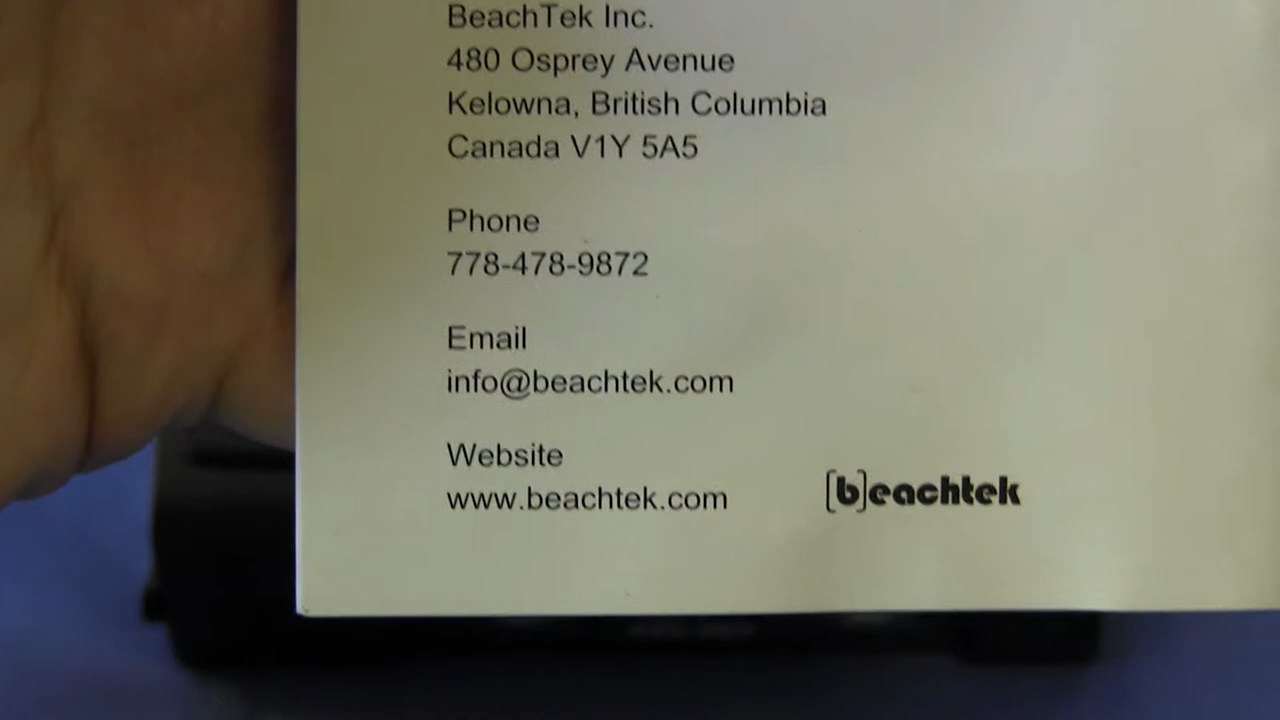 BeachTek Inc.
480 Osprey Avenue
Kelowna, British Columbia
Canada V1Y 5A5
Phone
778-478-9872
Email
info@beachtek.com
Website
www.beachtek.com
[b]eachtek